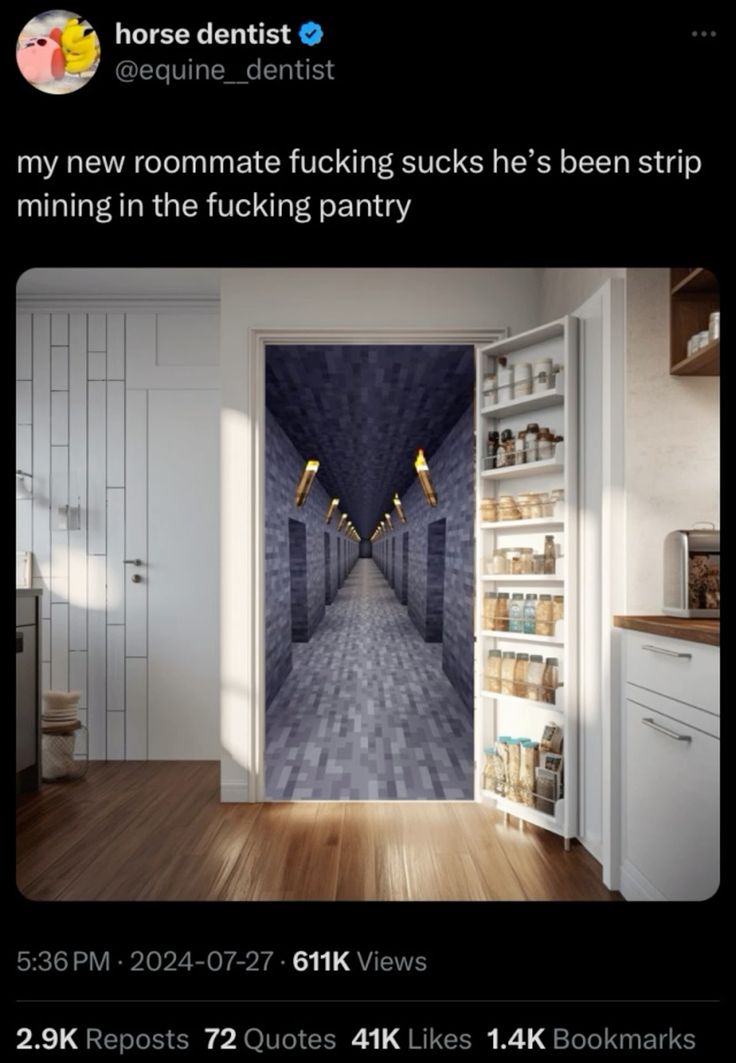 horse dentist
@equine__dentist
my new roommate fucking sucks he's been strip
mining in the fucking pantry
5:36 PM · 2024-07-27 · 611K Views
2.9K Reposts 72 Quotes 41K Likes 1.4K Bookmarks